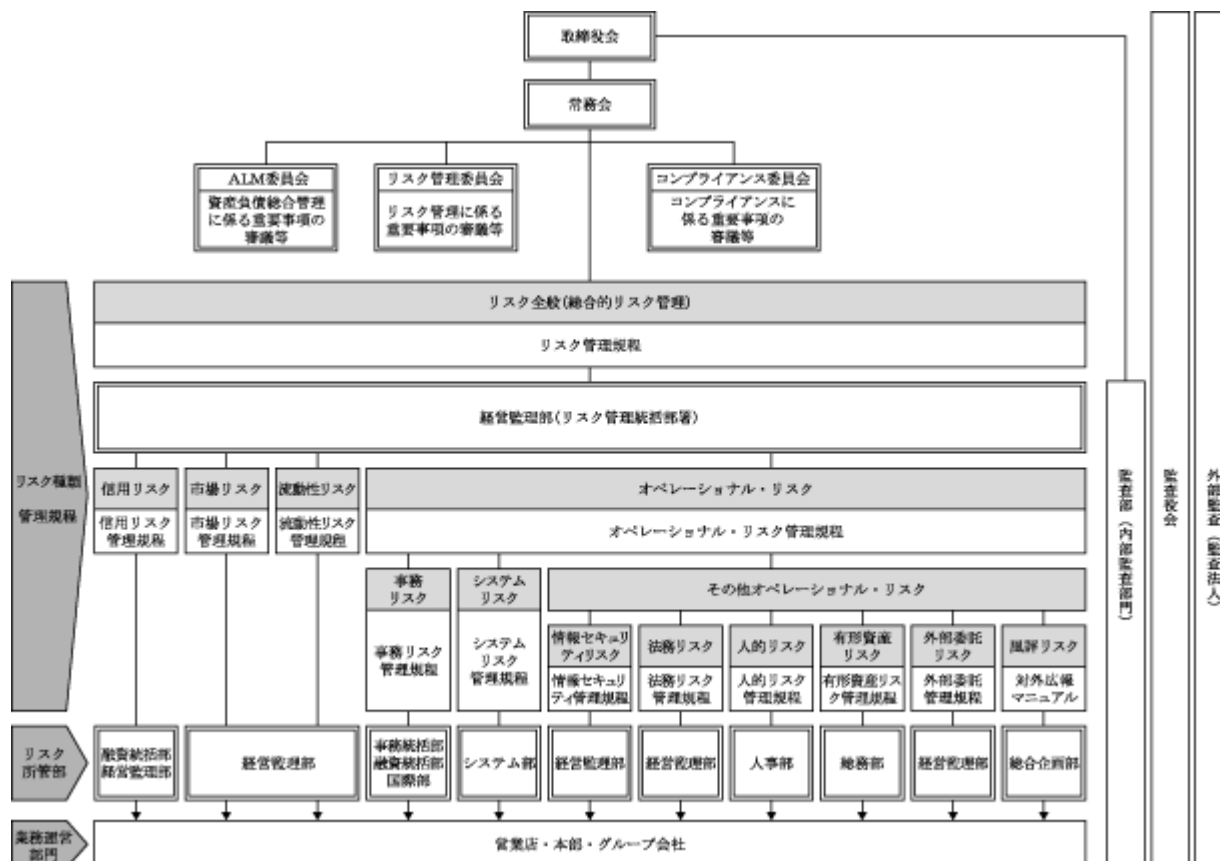 取締役会
常務会
ALM委員会
資産負債総合管理
に係る重要事項の
審議等
リスク管理委員会
リスク管理に係る
重要事項の審議等
コンプライアンス委員会
コンプライアンスに
係る重要事項の
審議等
リスク全般(総合的リスク管理)
リスク管理規程
経営監理部(リスク管理統括部署)
リスク種類
管理規程
信用リスク
市場リスク
流動性リスク
オペレーショナル・リスク
信用リスク
管理規程
市場リスク
管理規程
流動性リスク
管理規程
オペレーショナル・リスク管理規程
事務
リスク
システム
リスク
その他オペレーショナル・リスク
事務リスク
管理規程
システム
リスク
管理規程
情報セキュリ
ティリスク
法務リスク
人的リスク
有形資産
リスク
外部委託
リスク
風評リスク
情報セキュリ
ティ管理規程
法務リスク
管理規程
人的リスク
管理規程
有形資産リス
ク管理規程
外部委託
管理規程
対外広報
マニュアル
リスク
所管部
融資統括部
経営監理部
経営監理部
事務統括部
融資統括部
国際部
システム部
経営監理部
経営監理部
人事部
総務部
経営監理部
総合企画部
業務運営
部門
営業店・本部・グループ会社
監査部(内部監査部門)
監査役会
外部監査(監査法人)